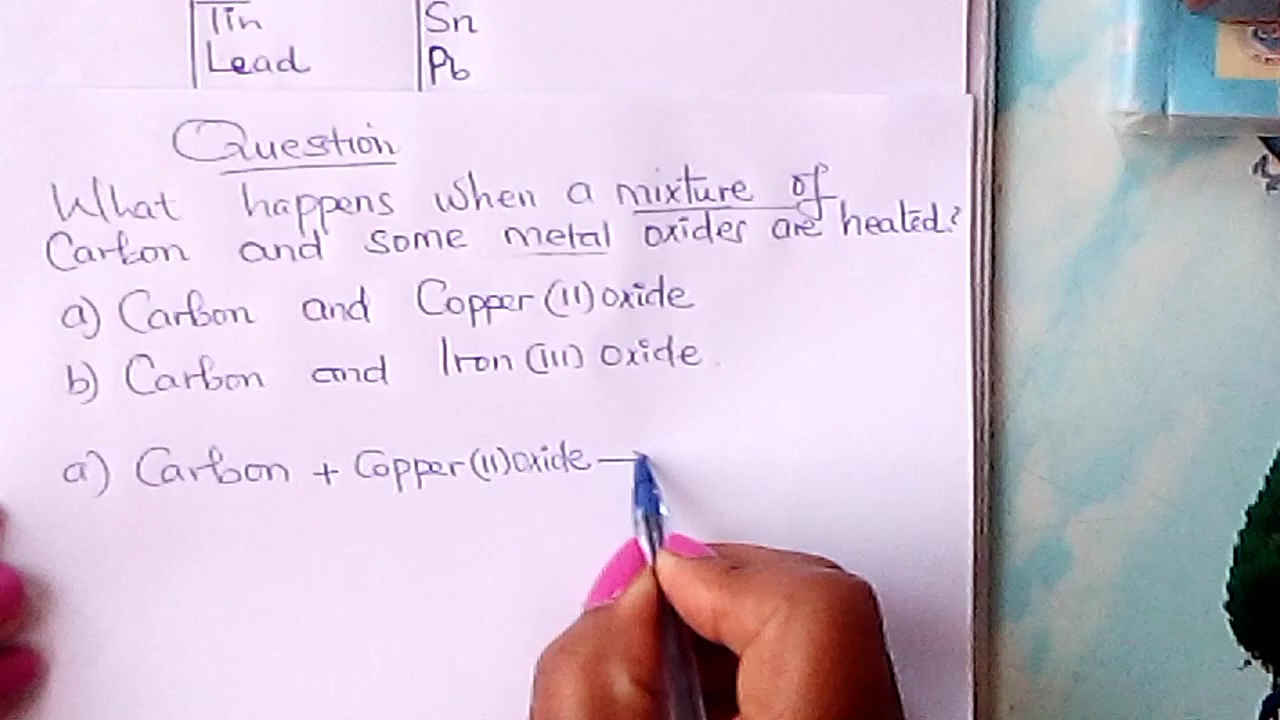 Tin Sn
Lead Pb
Question
What happens when a mixture of
Carbon and some metal oxides are heated?
a) Carbon and Copper (II) oxide
b) Carbon and Iron (III) oxide.
a) Carbon + Copper (II) oxide —